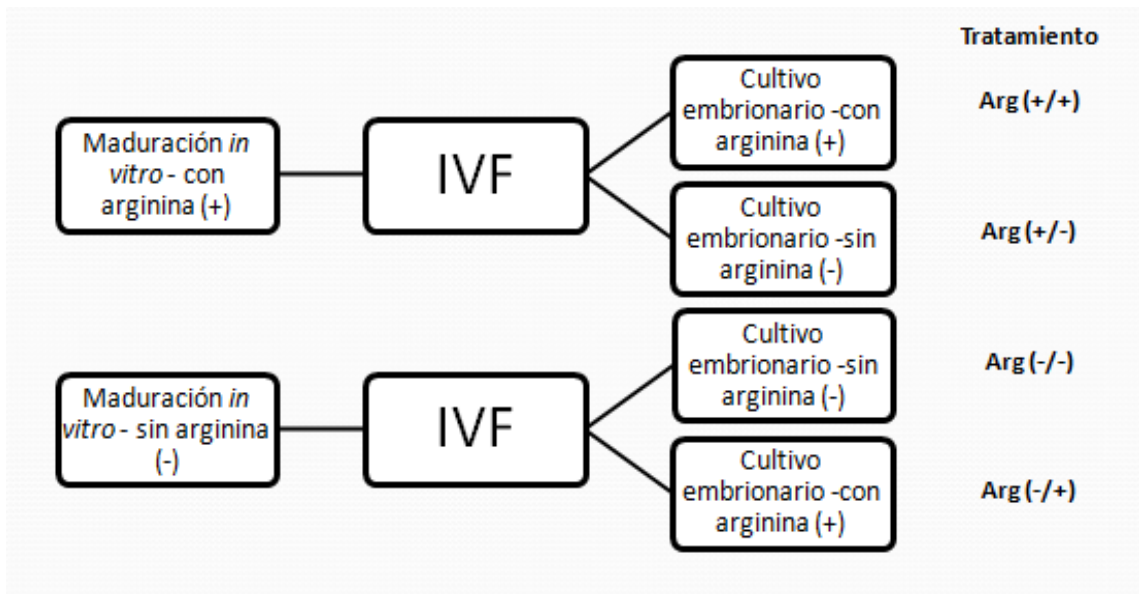 Tratamiento
Cultivo
embrionario -con
arginina (+)
Arg (+/+)
Maduración in
vitro - con
arginina (+)
IVF
Cultivo
embrionario -sin
arginina (-)
Arg (+/-)
Cultivo
embrionario -sin
arginina (-)
Arg (-/-)
Maduración in
vitro - sin arginina
(-)
IVF
Cultivo
embrionario -con
arginina (+)
Arg (-/+)